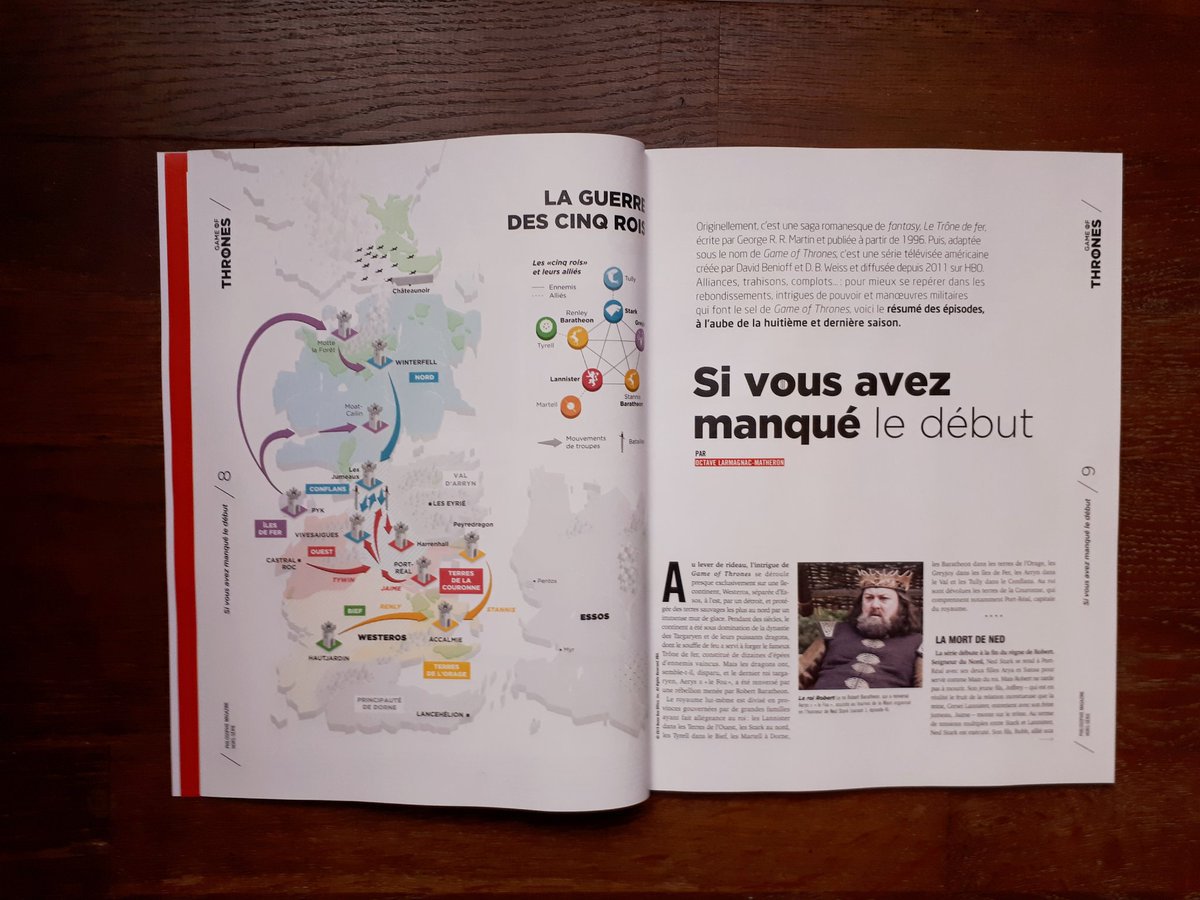 GAME OF
THRONES
LA GUERRE
DES CINQ ROIS
Les «cinq rois»
et leurs alliés
Ennemis
Alliés
Tully
Stark
Renley
Baratheon
Tyrell
Lannister
Martell
Stannis
Baratheon
Mouvements
de troupes
Châteaunoir
Motte
la Forêt
WINTERFELL
NORD
Moat-
Cailin
Les
Jumeaux
CONFLANS
VAL
D'ARRYN
LES EYRIÉ
PYK
ÎLES
DE FER
VIVESAIGUES
Harrenhall
Peyredragon
OUEST
CASTRAL
ROC
TYWIN
PORT-
RÉAL
JAIME
TERRES
DE LA
COURONNE
Pentos
BIEF
RENLY
STANNIS
WESTEROS
ACCALMIE
ESSOS
HAUTJARDIN
TERRES
DE L'ORAGE
Myr
PRINCIPAUTÉ
DE DORNE
LANCEHÉLION
Si vous avez manqué le début / 8
PHILOSOPHIE MAGAZINE
HORS-SÉRIE
GAME OF
THRONES
Originellement, c'est une saga romanesque de fantasy, Le Trône de fer,
écrite par George R. R. Martin et publiée à partir de 1996. Puis, adaptée
sous le nom de Game of Thrones, c'est une série télévisée américaine
créée par David Benioff et D. B. Weiss et diffusée depuis 2011 sur HBO.
Alliances, trahisons, complots... : pour mieux se repérer dans les
rebondissements, intrigues de pouvoir et manœuvres militaires
qui font le sel de Game of Thrones, voici le résumé des épisodes,
à l'aube de la huitième et dernière saison.
Si vous avez
manqué le début
PAR
OCTAVE LARMAGNAC-MATHERON
Au lever de rideau, l'intrigue de
Game of Thrones se déroule
presque exclusivement sur une île-
continent, Westeros, séparée d'Es-
sos, à l'est, par un détroit, et proté-
gée des terres sauvages les plus au nord par un
immense mur de glace. Pendant des siècles, le
continent a été sous domination de la dynastie
des Targaryen et de leurs puissants dragons,
dont le souffle de feu a servi à forger le fameux
Trône de fer, constitué de dizaines d'épées
d'ennemis vaincus. Mais les dragons ont,
semble-t-il, disparu, et le dernier roi targa-
ryen, Aerys « le Fou », a été renversé par
une rébellion menée par Robert Baratheon.
Le royaume lui-même est divisé en
provinces gouvernées par de grandes familles
ayant fait allégeance au roi : les Lannister
dans les Terres de l'Ouest, les Stark au nord,
les Tyrell dans le Bief, les Martell à Dorne,
Le roi Robert
les Baratheon dans les terres de l'Orage, les
Greyjoy dans les îles de Fer, les Arryn dans
le Val et les Tully dans le Conflans. Au roi
sont dévolues les terres de la Couronne, qui
comprennent notamment Port-Réal, capitale
du royaume.
LA MORT DE NED
La série débute à la fin du règne de Robert.
Seigneur du Nord, Ned Stark se rend à Port-
Réal avec ses deux filles Arya et Sansa pour
servir comme Main du roi. Mais Robert ne tarde
pas à mourir. Son jeune fils, Joffrey – qui est en
réalité le fruit de la relation incestueuse que la
reine, Cersei Lannister, entretient avec son frère
jumeau, Jaime – monte sur le trône. Au terme
de tensions multiples entre Stark et Lannister,
Ned Stark est exécuté. Son fils, Robb, allié aux
Si vous avez manqué le début / 9
PHILOSOPHIE MAGAZINE
HORS-SÉRIE